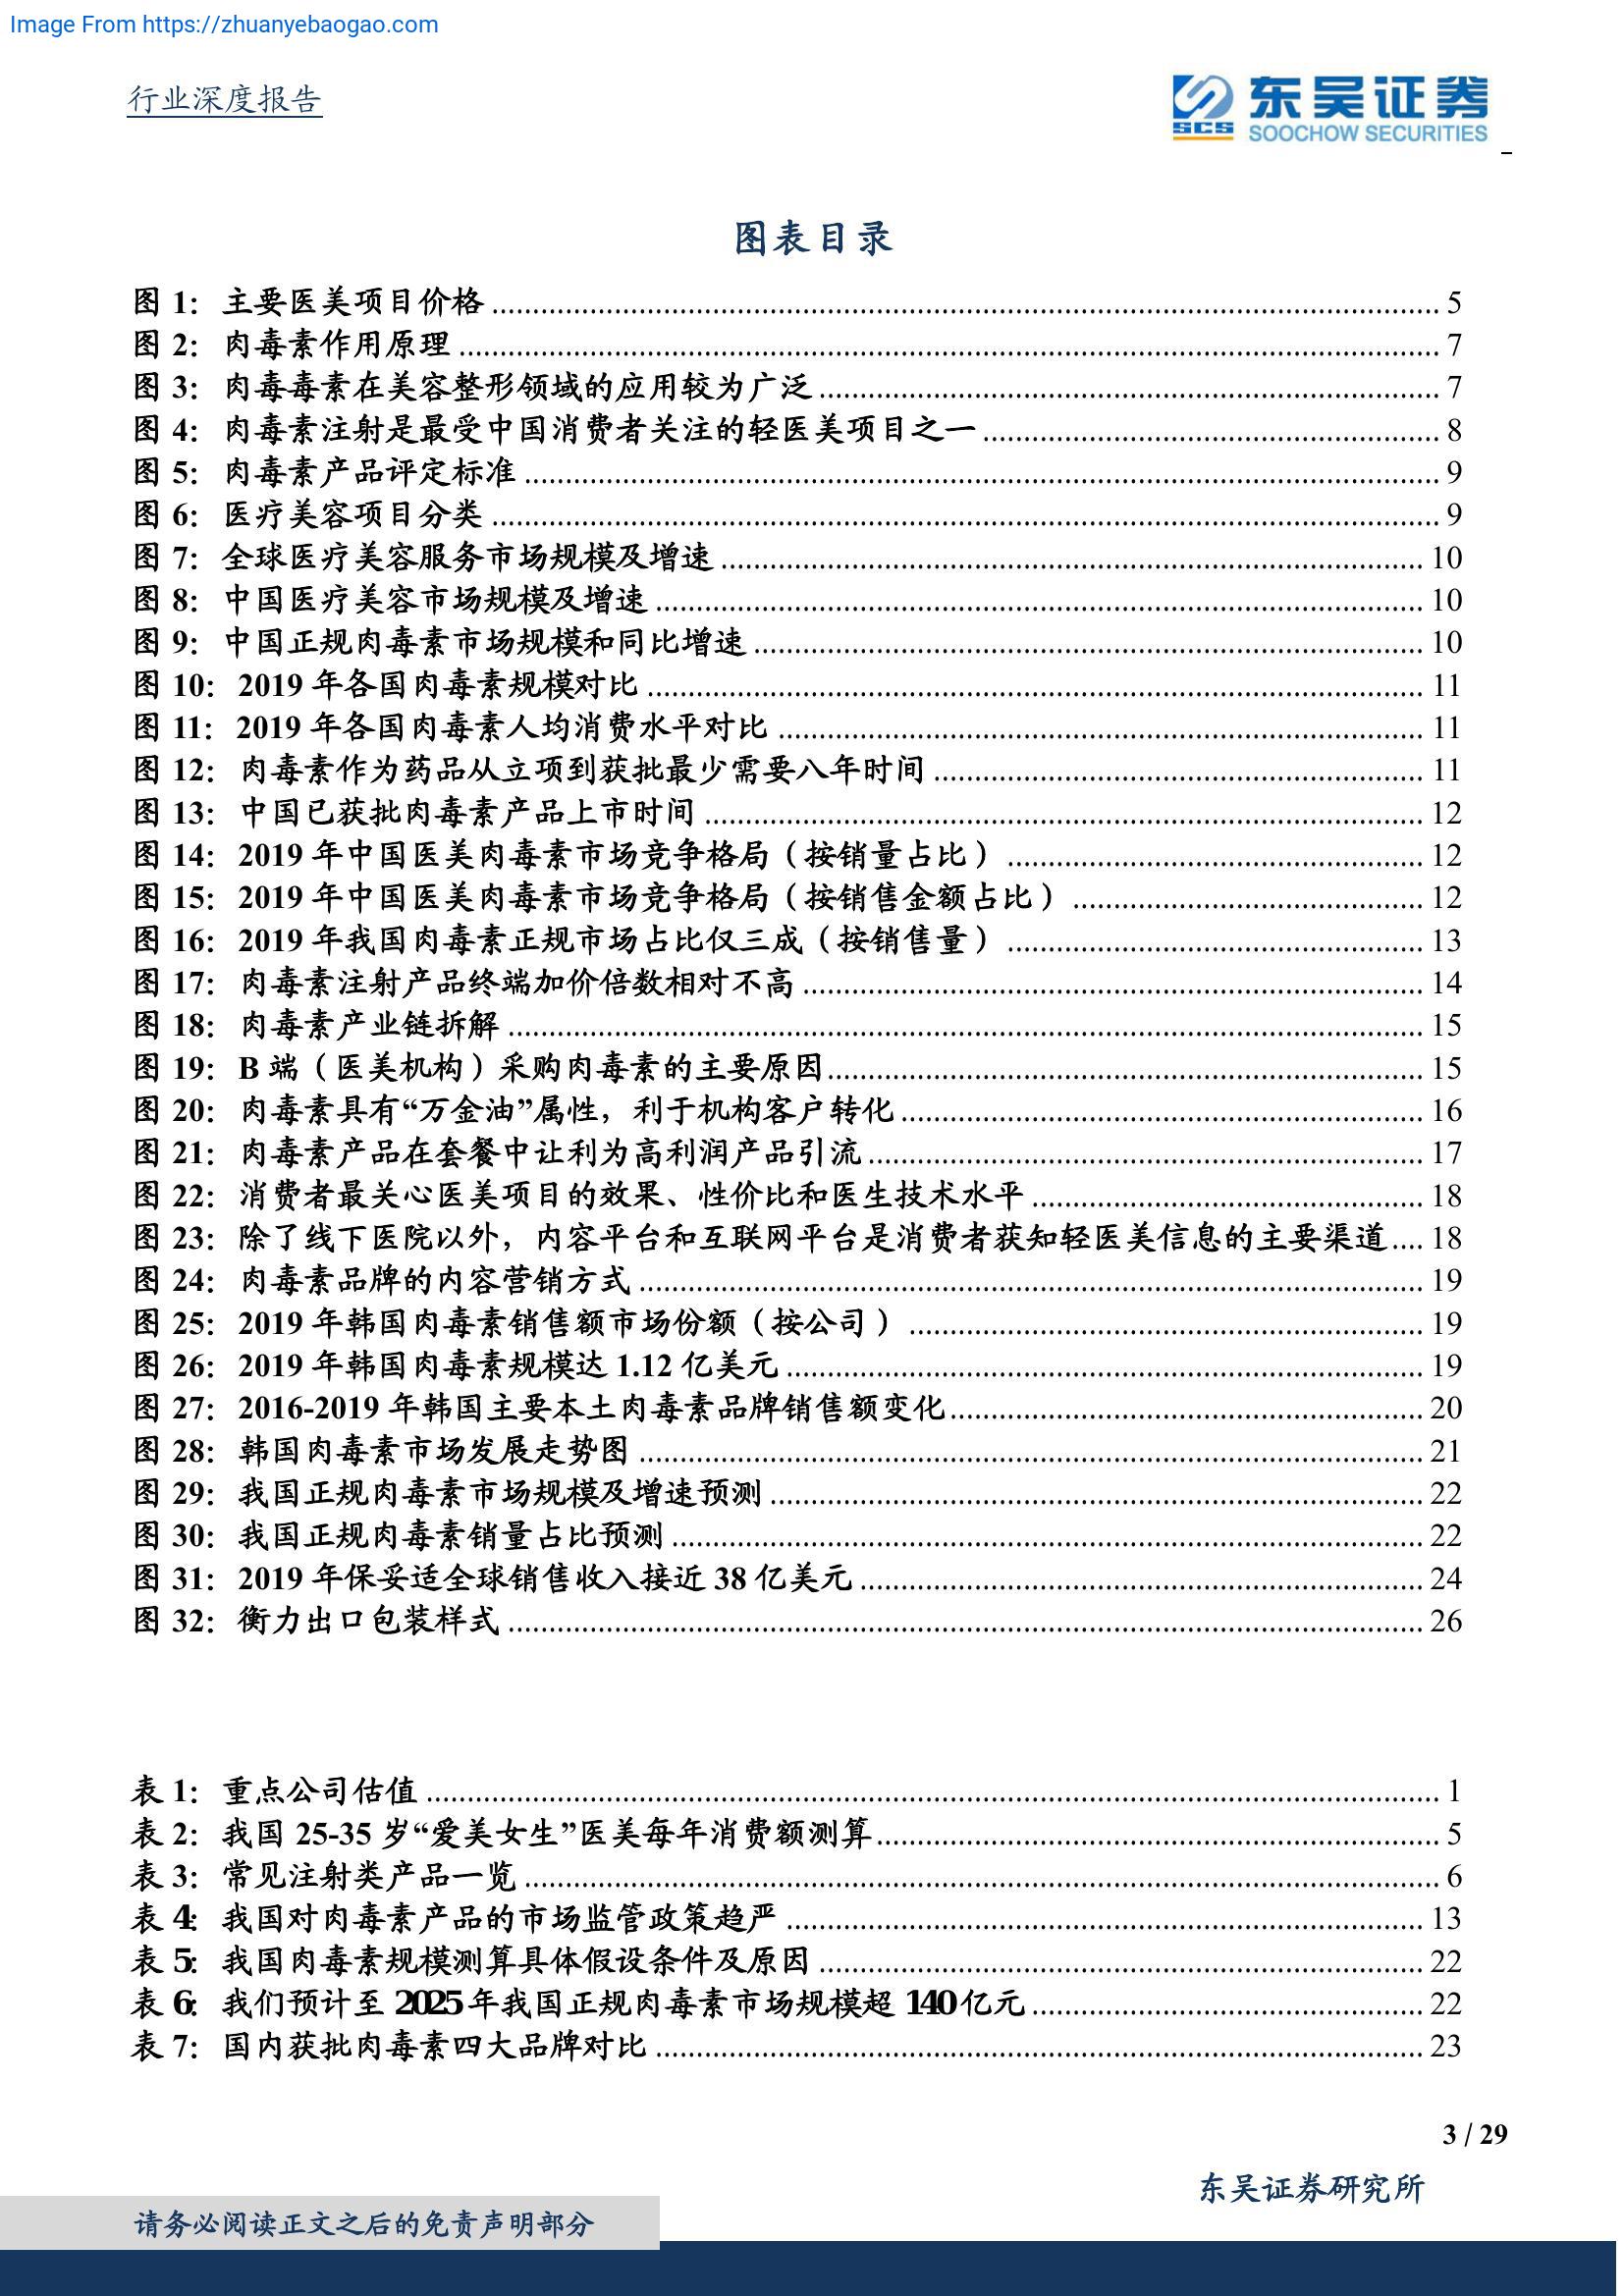 Image From https://zhuanyebaogao.com
行业深度报告
东吴证券
SCS
SOOCHOW SECURITIES
图表目录
图 1： 主要医美项目价格 5
图 2： 肉毒素作用原理 7
图 3： 肉毒毒素在美容整形领域的应用较为广泛 7
图 4： 肉毒素注射是最受中国消费者关注的轻医美项目之一 8
图 5： 肉毒素产品评定标准 9
图 6： 医疗美容项目分类 9
图 7： 全球医疗美容服务市场规模及增速 10
图 8： 中国医疗美容市场规模及增速 10
图 9： 中国正规肉毒素市场规模和同比增速 10
图 10： 2019 年各国肉毒素规模对比 11
图 11： 2019 年各国肉毒素人均消费水平对比 11
图 12： 肉毒素作为药品从立项到获批最少需要八年时间 11
图 13： 中国已获批肉毒素产品上市时间 12
图 14： 2019 年中国医美肉毒素市场竞争格局（按销量占比） 12
图 15： 2019 年中国医美肉毒素市场竞争格局（按销售金额占比） 12
图 16： 2019 年我国肉毒素正规市场占比仅三成（按销售量） 13
图 17： 肉毒素注射产品终端加价倍数相对不高 14
图 18： 肉毒素产业链拆解 15
图 19： B 端（医美机构）采购肉毒素的主要原因 15
图 20： 肉毒素具有“万金油”属性，利于机构客户转化 16
图 21： 肉毒素产品在套餐中让利为高利润产品引流 17
图 22： 消费者最关心医美项目的效果、性价比和医生技术水平 18
图 23： 除了线下医院以外，内容平台和互联网平台是消费者获知轻医美信息的主要渠道 18
图 24： 肉毒素品牌的内容营销方式 19
图 25： 2019 年韩国肉毒素销售额市场份额（按公司） 19
图 26： 2019 年韩国肉毒素规模达 1.12 亿美元 19
图 27： 2016-2019 年韩国主要本土肉毒素品牌销售额变化 20
图 28： 韩国肉毒素市场发展走势图 21
图 29： 我国正规肉毒素市场规模及增速预测 22
图 30： 我国正规肉毒素销量占比预测 22
图 31： 2019 年保妥适全球销售收入接近 38 亿美元 24
图 32： 衡力出口包装样式 26
表 1： 重点公司估值 1
表 2： 我国 25-35 岁“爱美女生”医美每年消费额测算 5
表 3： 常见注射类产品一览 6
表 4： 我国对肉毒素产品的市场监管政策趋严 13
表 5： 我国肉毒素规模测算具体假设条件及原因 22
表 6： 我们预计至 2025 年我国正规肉毒素市场规模超 140 亿元 22
表 7： 国内获批肉毒素四大品牌对比 23
3 / 29
东吴证券研究所
请务必阅读正文之后的免责声明部分